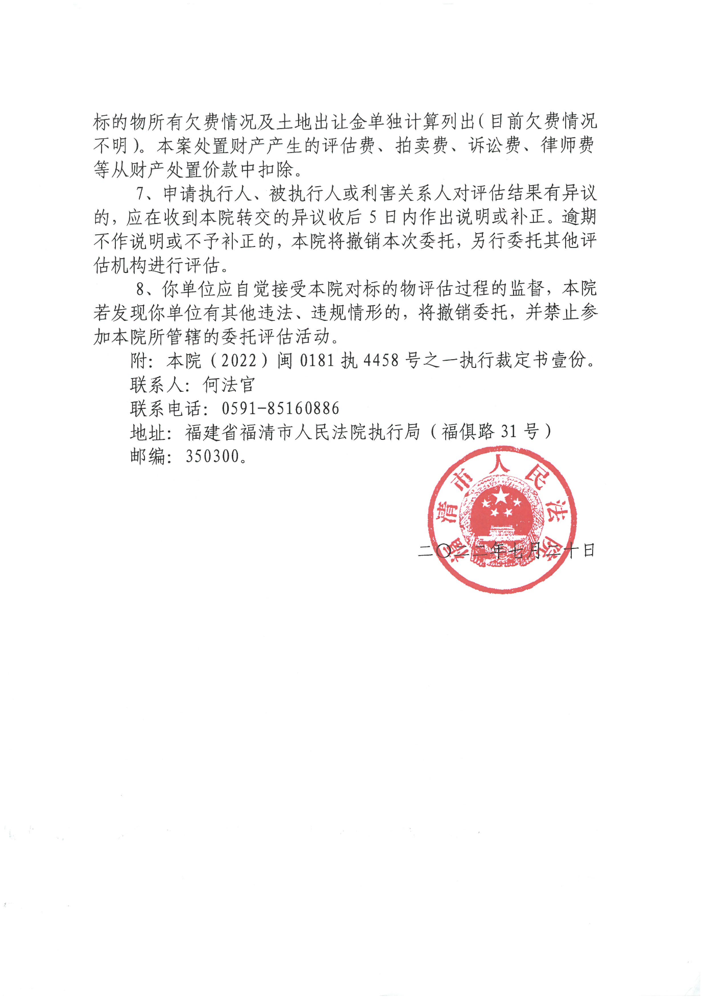 标的物所有欠费情况及土地出让金单独计算列出(目前欠费情况
不明)。本案处置财产产生的评估费、拍卖费、诉讼费、律师费
等从财产处置价款中扣除。
7、申请执行人、被执行人或利害关系人对评估结果有异议
的，应在收到本院转交的异议收后 5 日内作出说明或补正。逾期
不作说明或不予补正的，本院将撤销本次委托，另行委托其他评
估机构进行评估。
8、你单位应自觉接受本院对标的物评估过程的监督，本院
若发现你单位有其他违法、违规情形的，将撤销委托，并禁止参
加本院所管辖的委托评估活动。
附：本院（2022）闽 0181 执 4458 号之一执行裁定书壹份。
联系人：何法官
联系电话：0591-85160886
地址：福建省福清市人民法院执行局（福俱路 31 号）
邮编：350300。
福清市人民法院
二〇二二年七月二十日